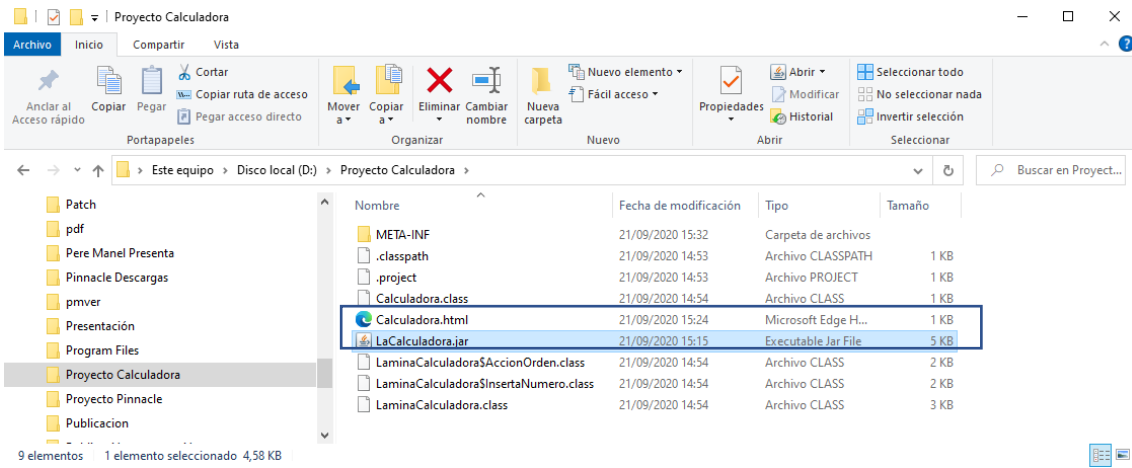 Proyecto Calculadora
Archivo Inicio Compartir Vista
Anclar al Acceso rápido
Copiar
Pegar
Cortar
Copiar ruta de acceso
Pegar acceso directo
Portapapeles
Mover a
Copiar a
Eliminar
Cambiar nombre
Organizar
Nueva carpeta
Nuevo elemento
Fácil acceso
Nuevo
Propiedades
Abrir
Modificar
Historial
Abrir
Seleccionar todo
No seleccionar nada
Invertir selección
Seleccionar
Este equipo > Disco local (D:) > Proyecto Calculadora >
Buscar en Proyect...
Patch
pdf
Pere Manel Presenta
Pinnacle Descargas
pmver
Presentación
Program Files
Proyecto Calculadora
Proyecto Pinnacle
Publicacion
Nombre Fecha de modificación Tipo Tamaño
META-INF 21/09/2020 15:32 Carpeta de archivos
.classpath 21/09/2020 14:53 Archivo CLASSPATH 1 KB
.project 21/09/2020 14:53 Archivo PROJECT 1 KB
Calculadora.class 21/09/2020 14:54 Archivo CLASS 1 KB
Calculadora.html 21/09/2020 15:24 Microsoft Edge H... 1 KB
LaCalculadora.jar 21/09/2020 15:15 Executable Jar File 5 KB
LaminaCalculadora$AccionOrden.class 21/09/2020 14:54 Archivo CLASS 2 KB
LaminaCalculadora$InsertaNumero.class 21/09/2020 14:54 Archivo CLASS 2 KB
LaminaCalculadora.class 21/09/2020 14:54 Archivo CLASS 3 KB
9 elementos 1 elemento seleccionado 4,58 KB